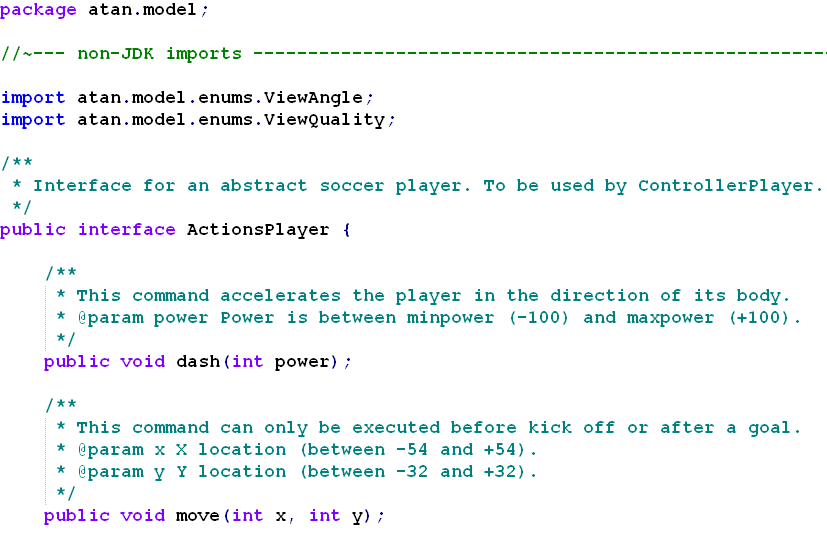 package atan.model;
//~--- non-JDK imports --------------------------------------------------------
import atan.model.enums.ViewAngle;
import atan.model.enums.ViewQuality;
/**
 * Interface for an abstract soccer player. To be used by ControllerPlayer.
 */
public interface ActionsPlayer {
    /**
     * This command accelerates the player in the direction of its body.
     * @param power Power is between minpower (-100) and maxpower (+100).
     */
    public void dash(int power);
    /**
     * This command can only be executed before kick off or after a goal.
     * @param x X location (between -54 and +54).
     * @param y Y location (between -32 and +32).
     */
    public void move(int x, int y);